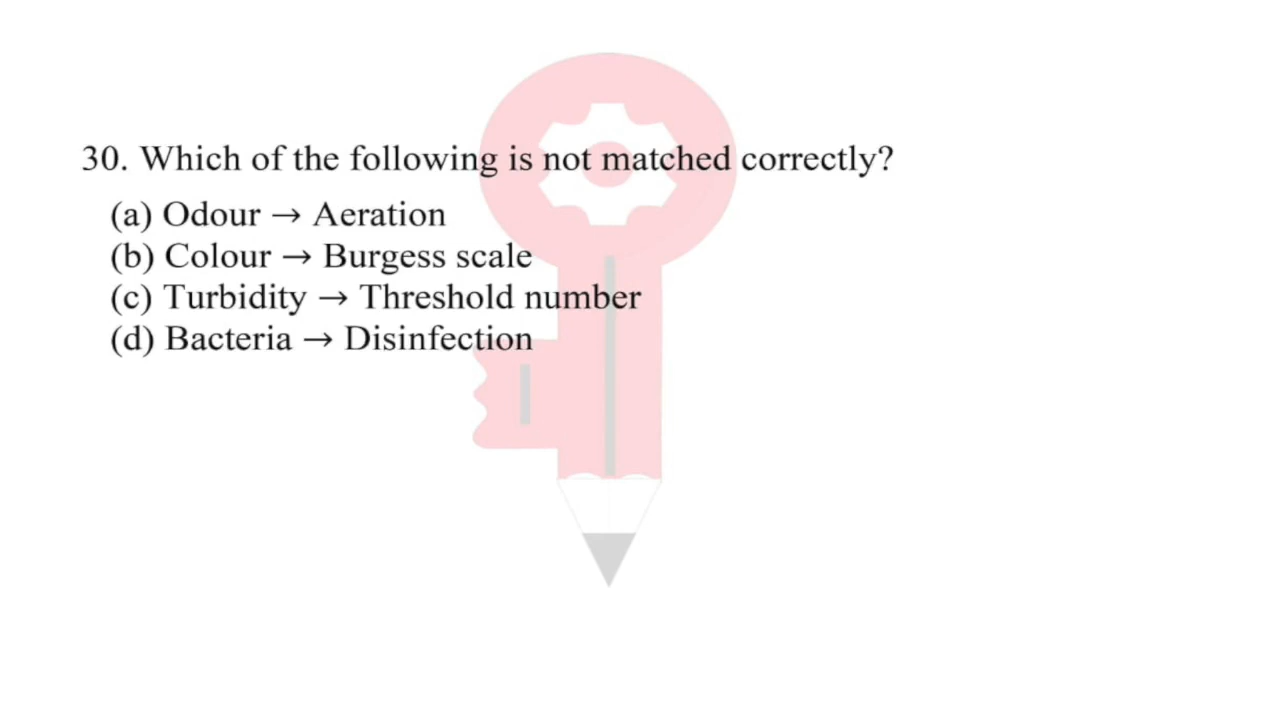 30. Which of the following is not matched correctly?
(a) Odour → Aeration
(b) Colour → Burgess scale
(c) Turbidity → Threshold number
(d) Bacteria → Disinfection